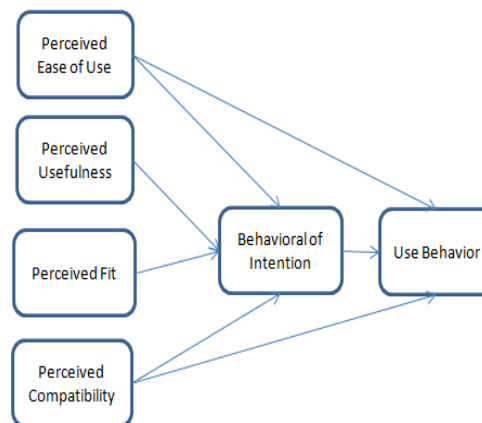 Perceived
Ease of Use
Perceived
Usefulness
Perceived Fit
Perceived
Compatibility
Behavioral of
Intention
Use Behavior